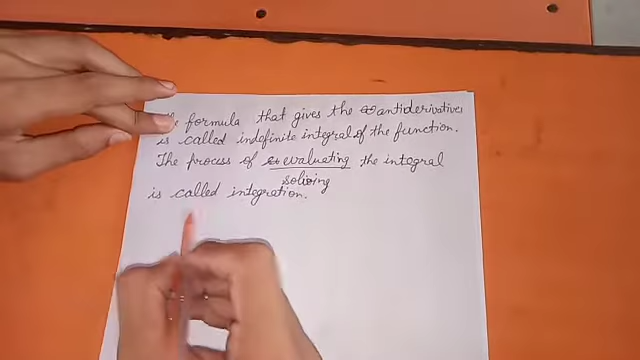 The formula that gives the antiderivatives
is called indefinite integral of the function.
The process of evaluating the integral
solving
is called integration.